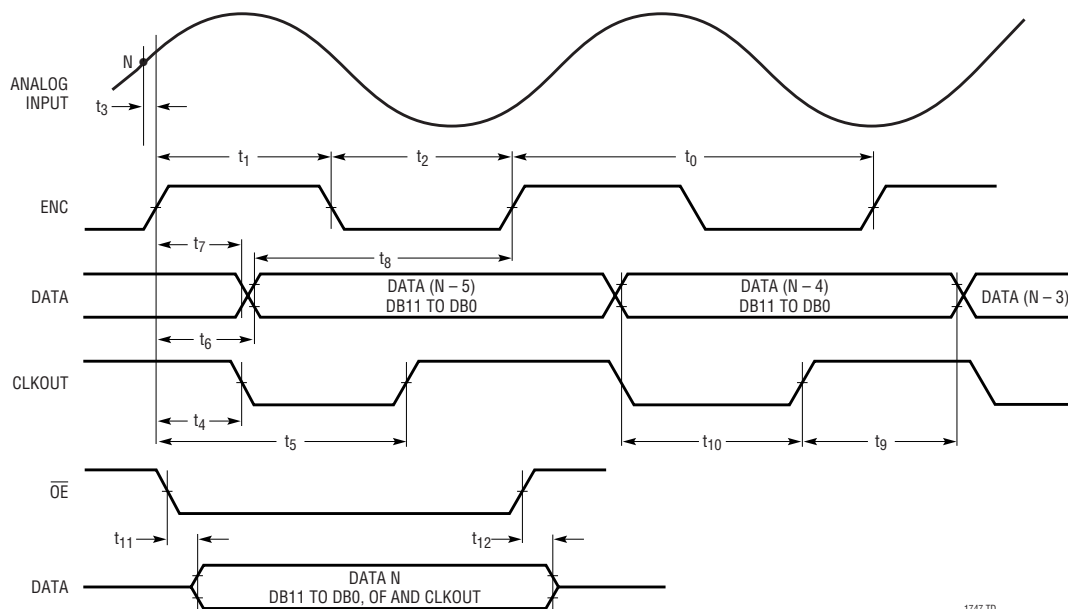 N
ANALOG
INPUT
t3
t1
t2
t0
ENC
t7
t8
DATA
DATA (N – 5)
DB11 TO DB0
DATA (N – 4)
DB11 TO DB0
DATA (N – 3)
t6
CLKOUT
t4
t5
t10
t9
OE
t11
t12
DATA
DATA N
DB11 TO DB0, OF AND CLKOUT
1747 TD